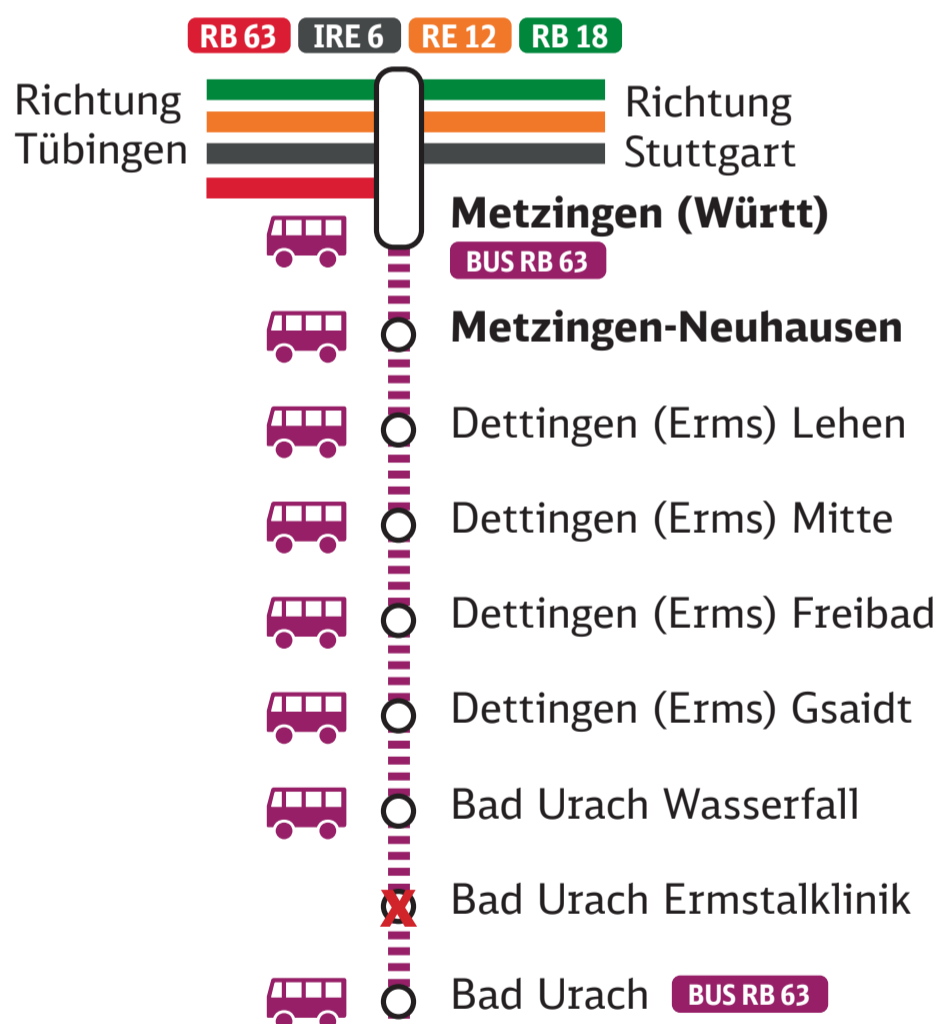 RB 63 IRE 6 RE 12 RB 18
Richtung
Tübingen
Richtung
Stuttgart
Metzingen (Württ)
BUS RB 63
Metzingen-Neuhausen
Dettingen (Erms) Lehen
Dettingen (Erms) Mitte
Dettingen (Erms) Freibad
Dettingen (Erms) Gsaidt
Bad Urach Wasserfall
X Bad Urach Ermstalklinik
Bad Urach BUS RB 63